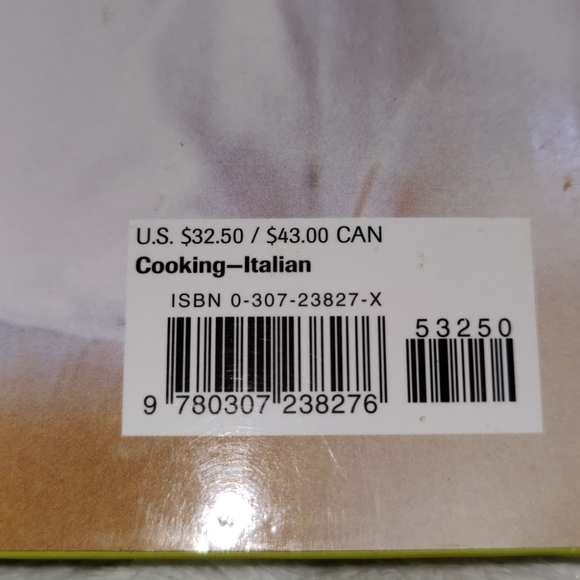 U.S. $32.50 / $43.00 CAN
Cooking—Italian
ISBN 0-307-23827-X
53250
9 780307 238276